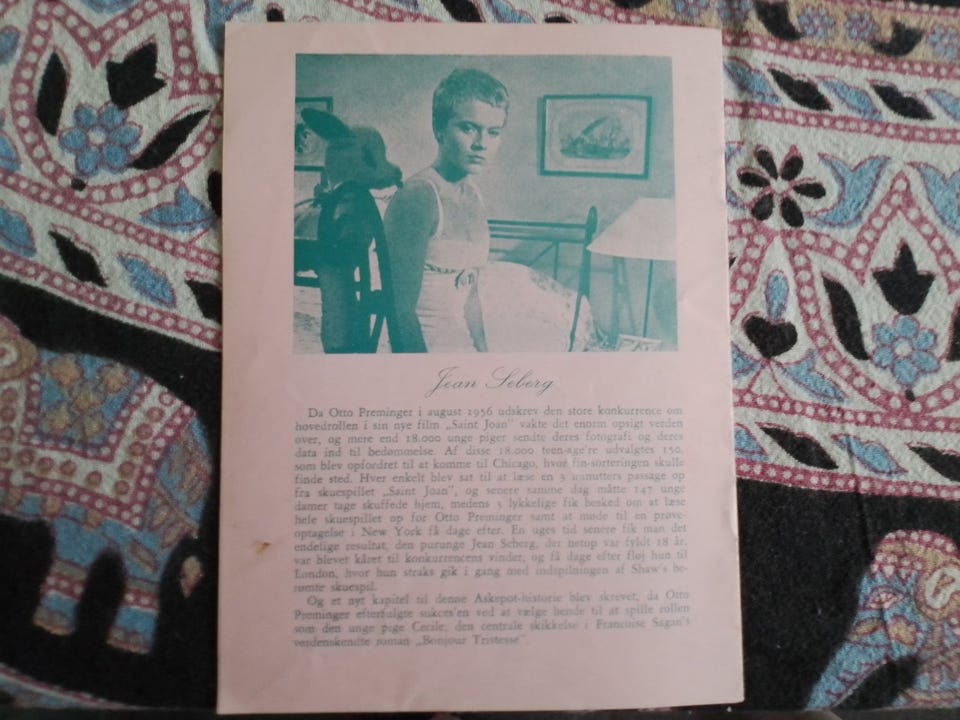 Jean Seberg
Da Otto Preminger i august 1956 udskrev den store konkurrence om
hovedrollen i sin nye film „Saint Joan" vakte det enorm opsigt verden
over, og mere end 18.000 unge piger sendte deres fotografi og deres
data ind til bedømmelse. Af disse 18.000 teen-age're udvalgtes 150,
som blev opfordret til at komme til Chicago, hvor fin-sorteringen skulle
finde sted. Hver enkelt blev sat til at læse en 3 minutters passage op
fra skuespillet „Saint Joan", og senere samme dag måtte 147 unge
damer tage skuffede hjem, medens 3 lykkelige fik besked om at læse
hele skuespillet op for Otto Preminger samt at møde til en prøve-
optagelse i New York få dage efter. En uges tid senere fik man det
endelige resultat, den purunge Jean Seberg, der netop var fyldt 18 år,
var blevet kåret til konkurrencens vinder, og få dage efter fløj hun til
London, hvor hun straks gik i gang med indspilningen af Shaw's be-
rømte skuespil.
Og et nyt kapitel til denne Askepot-historie blev skrevet, da Otto
Preminger efterfulgte sukces'en ved at vælge hende til at spille rollen
som den unge pige Cecile, den centrale skikkelse i Francoise Sagan's
verdenskendte roman „Bonjour Tristesse".